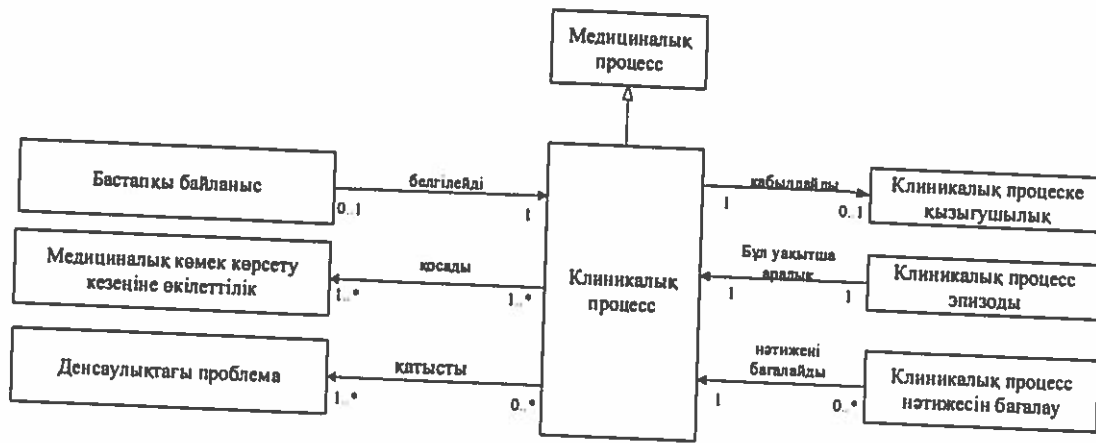 Медициналық
процесс
Бастапқы байланыс
белгілейді
0..1
1
Медициналық көмек көрсету
кезеңіне өкілеттілік
қосады
1..*
1..*
Денсаулықтағы проблема
қатысты
1..*
0..*
Клиникалық
процесс
қабылдайды
1
0..1
Клиникалық процеске
қызығушылық
Бұл уақытша
аралық
1
1
Клиникалық процесс
эпизоды
нәтижені
бағалайды
1
0..*
Клиникалық процесс
нәтижесін бағалау